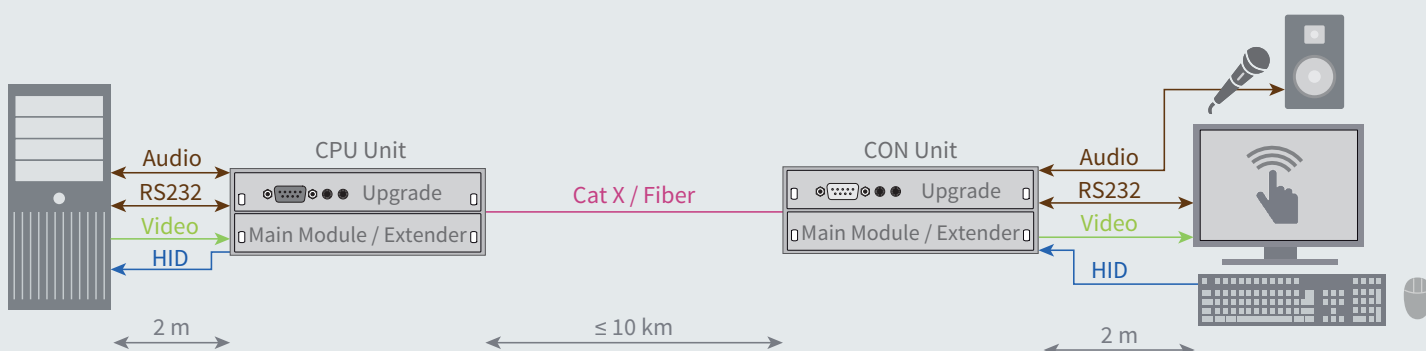 CPU Unit
CON Unit
Audio
RS232
Video
HID
Upgrade
Main Module / Extender
Cat X / Fiber
Upgrade
Main Module / Extender
Audio
RS232
Video
HID
2 m
≤ 10 km
2 m